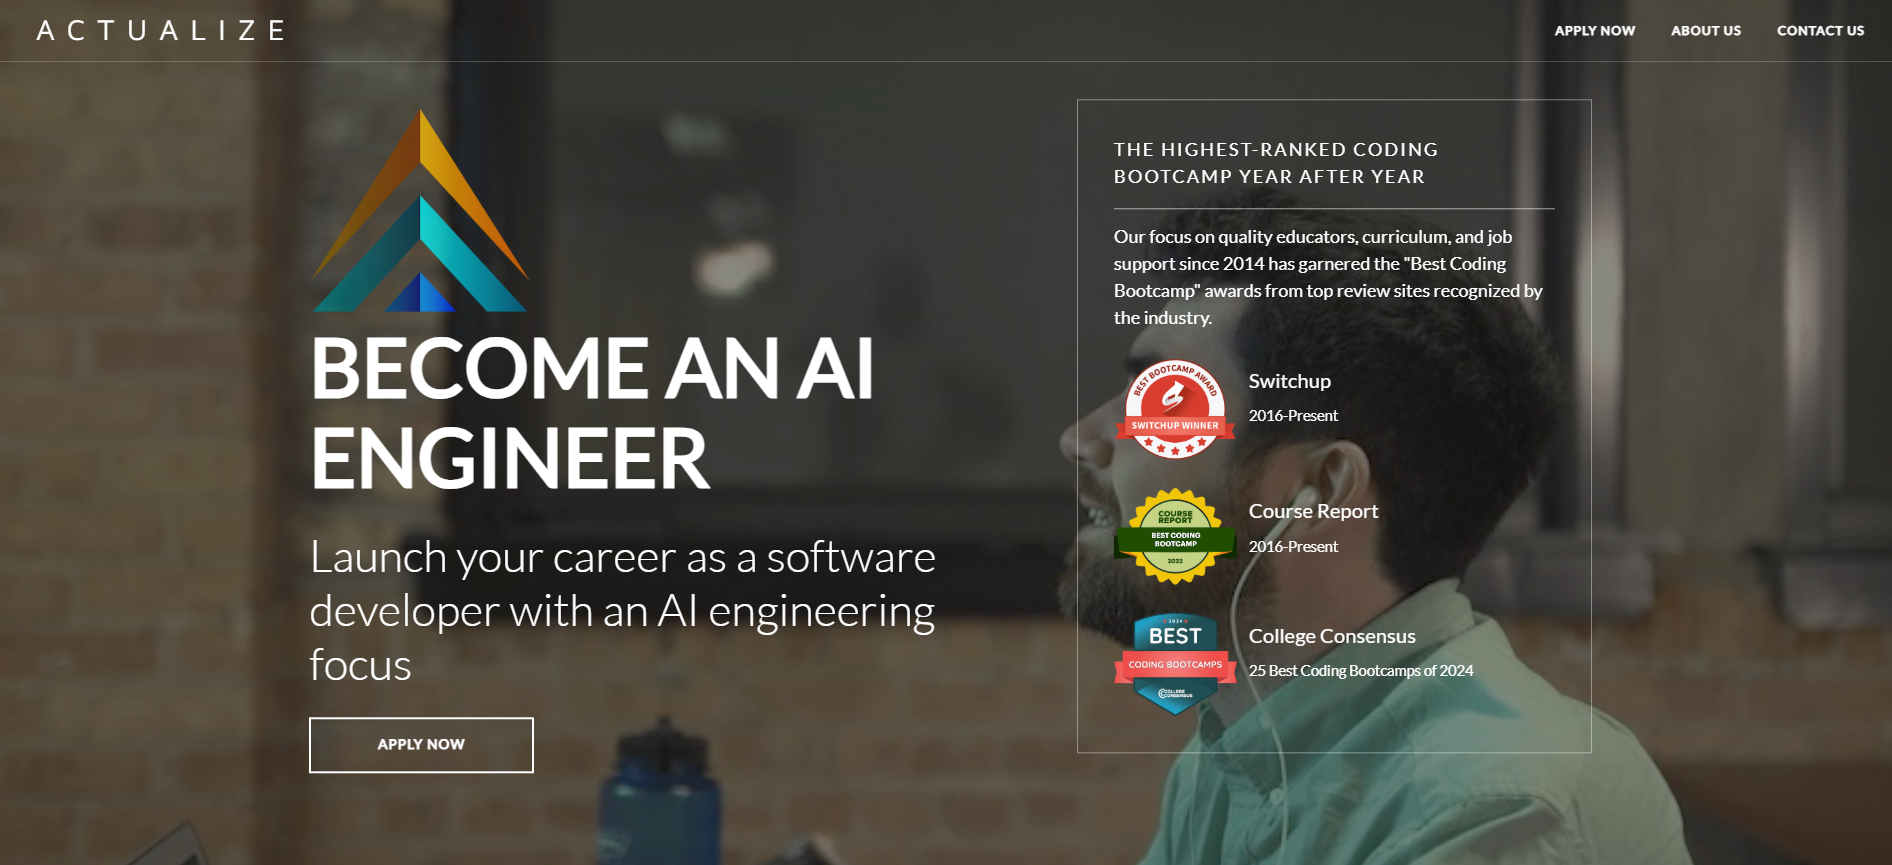 ACTUALIZE
APPLY NOW
ABOUT US
CONTACT US
BECOME AN AI
ENGINEER
Launch your career as a software
developer with an AI engineering
focus
APPLY NOW
THE HIGHEST-RANKED CODING
BOOTCAMP YEAR AFTER YEAR
Our focus on quality educators, curriculum, and job
support since 2014 has garnered the "Best Coding
Bootcamp" awards from top review sites recognized by
the industry.
BEST BOOTCAMP AWARD
SWITCHUP WINNER
Switchup
2016-Present
COURSE
REPORT
BEST CODING
BOOTCAMP
2023
Course Report
2016-Present
2024
BEST
CODING BOOTCAMPS
COLLEGE
CONSENSUS
College Consensus
25 Best Coding Bootcamps of 2024